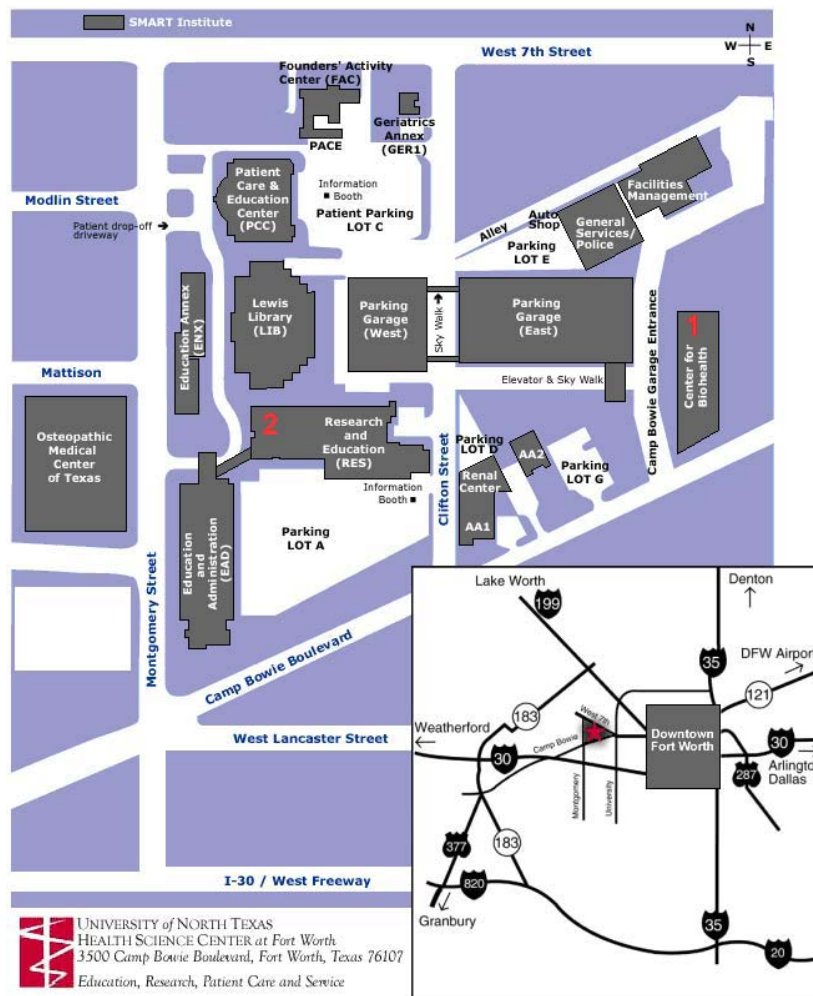 SMART Institute
West 7th Street
N
W E
S
Founders' Activity
Center (FAC)
PACE
Geriatrics
Annex
(GER1)
Modlin Street
Patient drop-off
driveway
Patient
Care &
Education
Center
(PCC)
Information
Booth
Patient Parking
LOT C
Alley
Auto
Shop
Facilities
Management
General
Services/
Police
Parking
LOT E
Education Annex
(ENX)
Lewis
Library
(LIB)
Parking
Garage
(West)
Sky Walk
Parking
Garage
(East)
Camp Bowie Garage Entrance
1
Center for
Biohealth
Mattison
Elevator & Sky Walk
Osteopathic
Medical
Center
of Texas
2
Research
and
Education
(RES)
Information
Booth
Clifton Street
Parking
LOT D
Renal
Center
AA1
AA2
Parking
LOT G
Montgomery Street
Education
and
Administration
(EAD)
Parking
LOT A
Camp Bowie Boulevard
West Lancaster Street
I-30 / West Freeway
Lake Worth
199
Denton
35
DFW Airport
121
183
Weatherford
West 7th
Camp Bowie
Downtown
Fort Worth
30
30
Arlington
Dallas
287
Montgomery
University
377
183
820
Granbury
35
20
UNIVERSITY of NORTH TEXAS
HEALTH SCIENCE CENTER at Fort Worth
3500 Camp Bowie Boulevard, Fort Worth, Texas 76107
Education, Research, Patient Care and Service